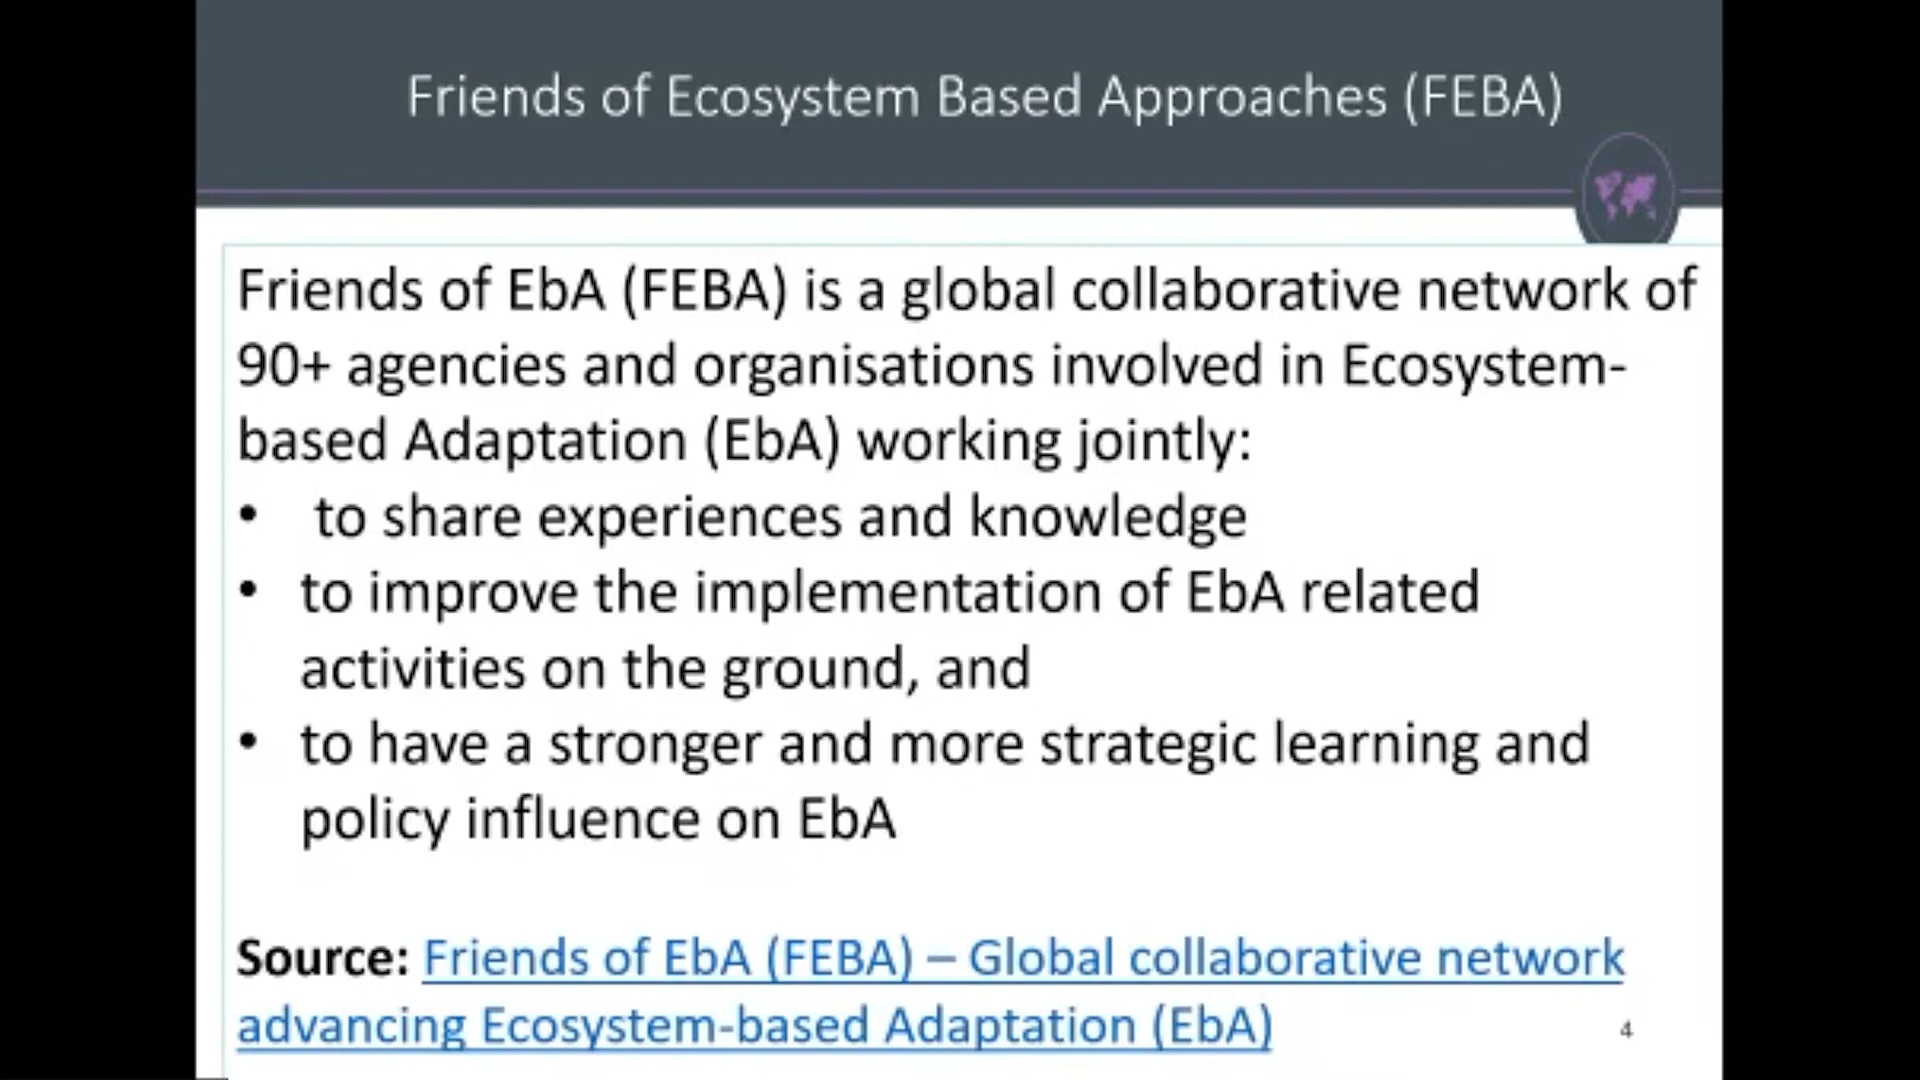 Friends of Ecosystem Based Approaches (FEBA)
Friends of EbA (FEBA) is a global collaborative network of
90+ agencies and organisations involved in Ecosystem-
based Adaptation (EbA) working jointly:
• to share experiences and knowledge
• to improve the implementation of EbA related
activities on the ground, and
• to have a stronger and more strategic learning and
policy influence on EbA
Source: Friends of EbA (FEBA) – Global collaborative network
advancing Ecosystem-based Adaptation (EbA)
4